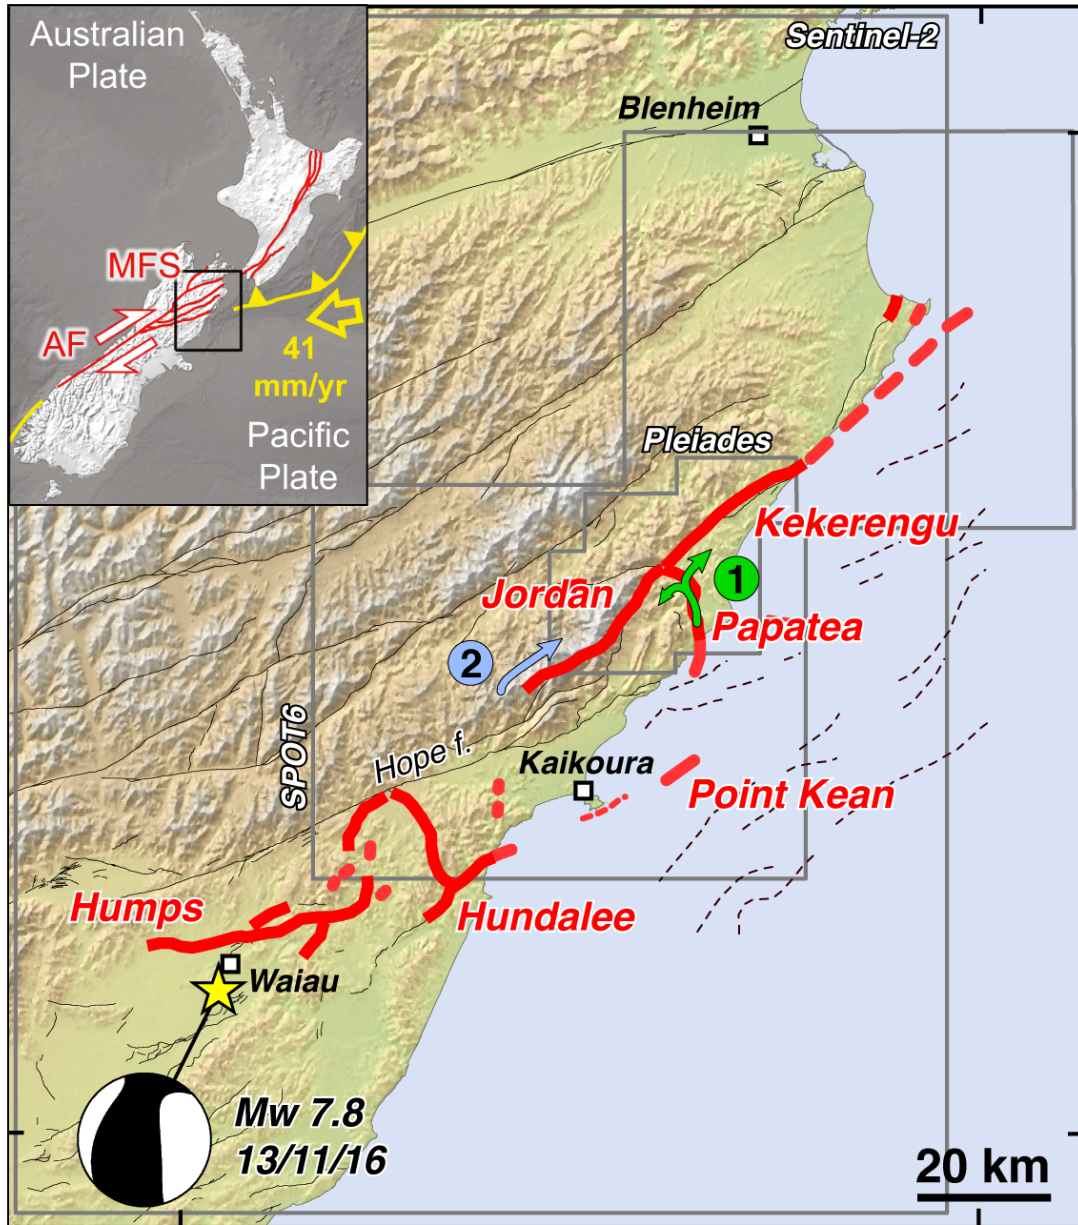 Australian
Plate
MFS
AF
41
mm/yr
Pacific
Plate
Sentinel-2
Blenheim
Pleiades
Kekerengu
Jordan
1
Papatea
2
SPOT6
Hope f.
Kaikoura
Point Kean
Humps
Hundalee
Waiau
Mw 7.8
13/11/16
20 km